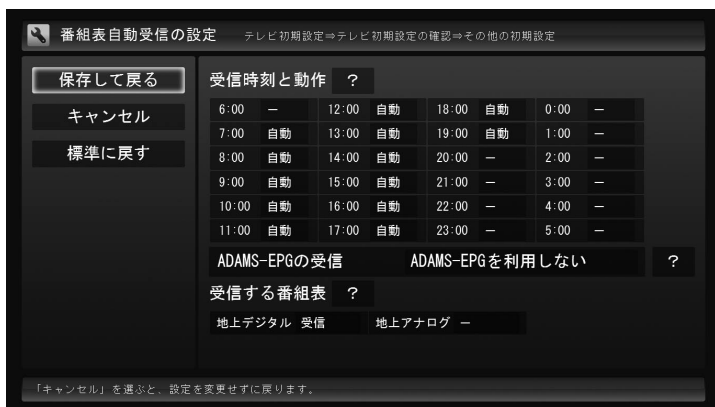 番組表自動受信の設定 テレビ初期設定⇒テレビ初期設定の確認⇒その他の初期設定
保存して戻る
キャンセル
標準に戻す
受信時刻と動作 ?
6:00 － 12:00 自動 18:00 自動 0:00 －
7:00 自動 13:00 自動 19:00 自動 1:00 －
8:00 自動 14:00 自動 20:00 － 2:00 －
9:00 自動 15:00 自動 21:00 － 3:00 －
10:00 自動 16:00 自動 22:00 － 4:00 －
11:00 自動 17:00 自動 23:00 － 5:00 －
ADAMS-EPGの受信 ADAMS-EPGを利用しない ?
受信する番組表 ?
地上デジタル 受信 地上アナログ －
「キャンセル」を選ぶと、設定を変更せずに戻ります。